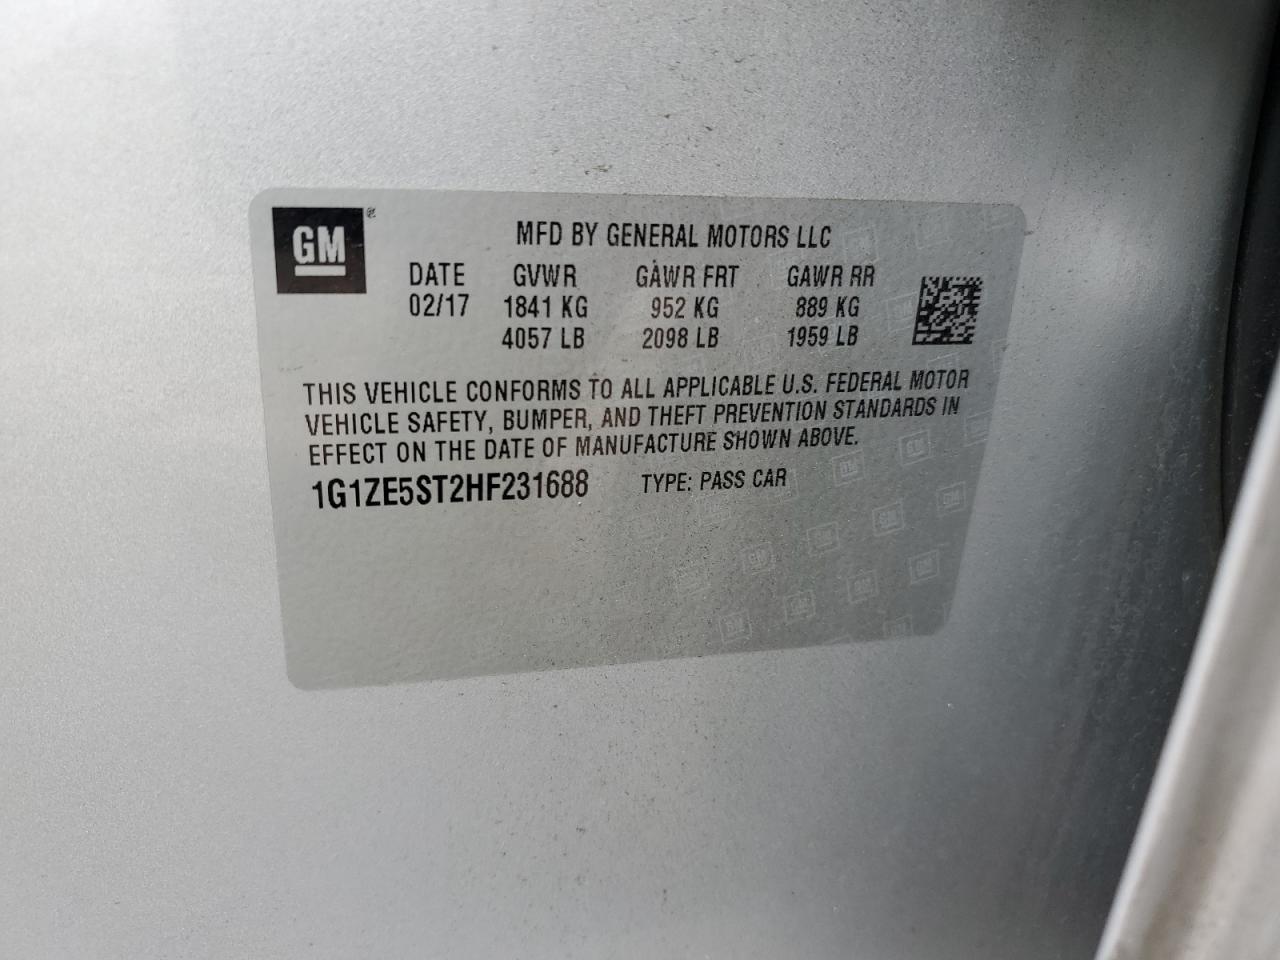 GM®
MFD BY GENERAL MOTORS LLC
DATE GVWR GAWR FRT GAWR RR
02/17 1841 KG 952 KG 889 KG
4057 LB 2098 LB 1959 LB
THIS VEHICLE CONFORMS TO ALL APPLICABLE U.S. FEDERAL MOTOR
VEHICLE SAFETY, BUMPER, AND THEFT PREVENTION STANDARDS IN
EFFECT ON THE DATE OF MANUFACTURE SHOWN ABOVE.
1G1ZE5ST2HF231688 TYPE: PASS CAR